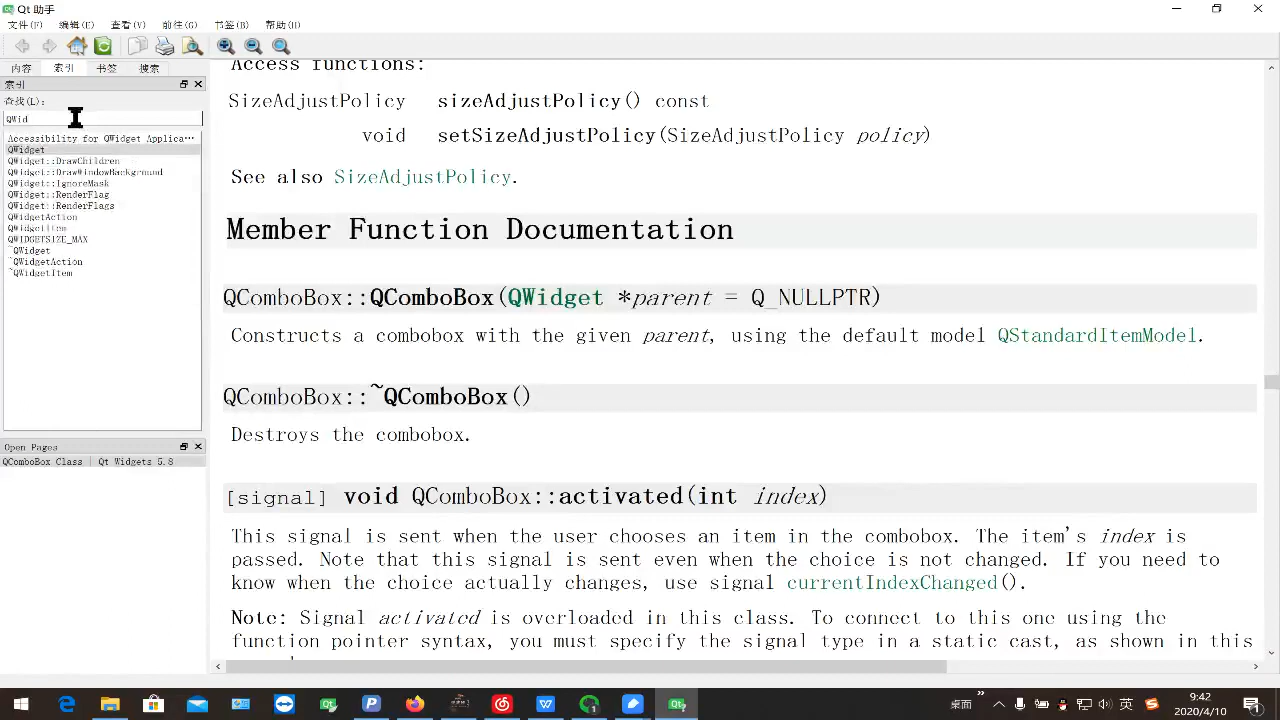 Qt 助手
文件(F) 编辑(E) 查看(V) 前往(G) 书签(B) 帮助(H)
内容 索引 书签 搜索
索引
查找(L):
QWid
Accessibility for QWidget Applica···
QWidget
QWidget::DrawChildren
QWidget::DrawWindowBackground
QWidget::IgnoreMask
QWidget::RenderFlag
QWidget::RenderFlags
QWidgetAction
QWidgetItem
QWIDGETSIZE_MAX
~QWidget
~QWidgetAction
~QWidgetItem
Open Pages
QComboBox Class | Qt Widgets 5.8
Access functions:
SizeAdjustPolicy sizeAdjustPolicy() const
void setSizeAdjustPolicy(SizeAdjustPolicy policy)
See also SizeAdjustPolicy.
Member Function Documentation
QComboBox::QComboBox(QWidget *parent = Q_NULLPTR)
Constructs a combobox with the given parent, using the default model QStandardItemModel.
QComboBox::~QComboBox()
Destroys the combobox.
[signal] void QComboBox::activated(int index)
This signal is sent when the user chooses an item in the combobox. The item's index is
passed. Note that this signal is sent even when the choice is not changed. If you need to
know when the choice actually changes, use signal currentIndexChanged().
Note: Signal activated is overloaded in this class. To connect to this one using the
function pointer syntax, you must specify the signal type in a static cast, as shown in this
桌面 » 英 9:42
2020/4/10